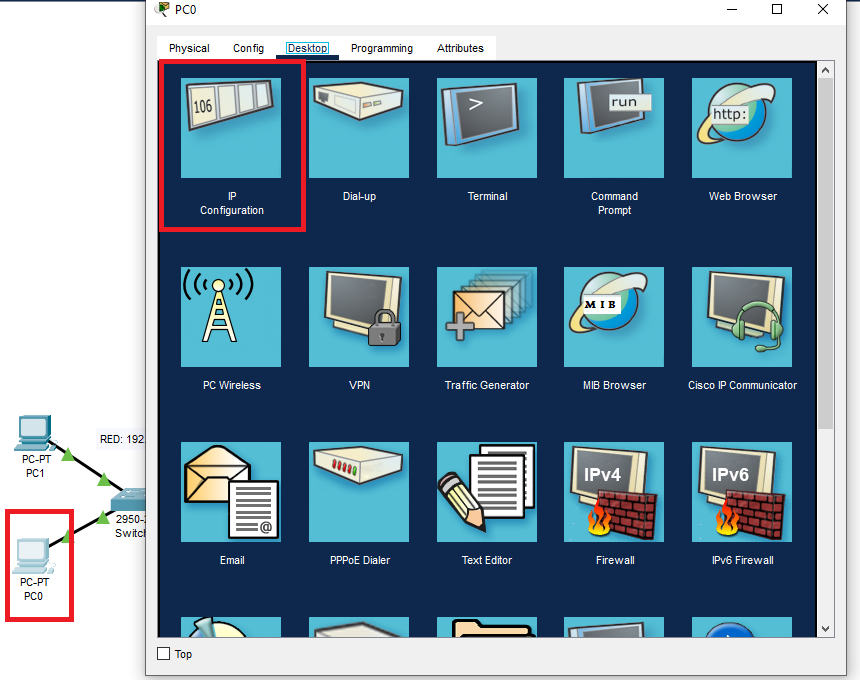 PC0
Physical Config Desktop Programming Attributes
106
>
run
http:
IP
Configuration
Dial-up
Terminal
Command
Prompt
Web Browser
MIB
PC Wireless
VPN
Traffic Generator
MIB Browser
Cisco IP Communicator
@
IPv4
IPv6
Email
PPPoE Dialer
Text Editor
Firewall
IPv6 Firewall
Top
RED: 192
PC-PT
PC1
2950-
Switch
PC-PT
PC0